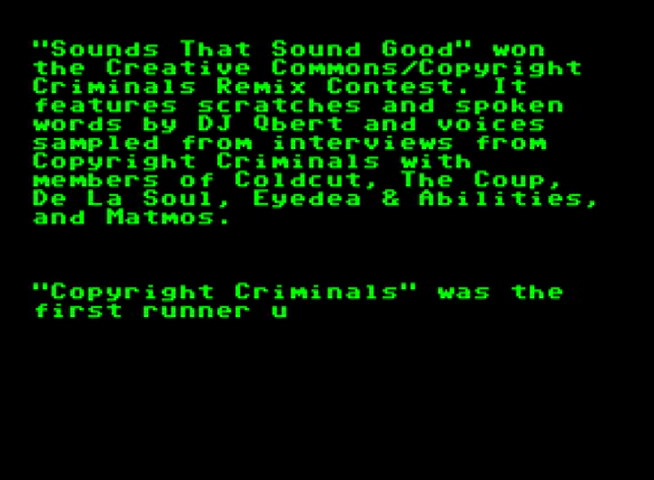 "Sounds That Sound Good" won
the Creative Commons/Copyright
Criminals Remix Contest. It
features scratches and spoken
words by DJ Qbert and voices
sampled from interviews from
Copyright Criminals with
members of Coldcut, The Coup,
De La Soul, Eyedea & Abilities,
and Matmos.
"Copyright Criminals" was the
first runner u